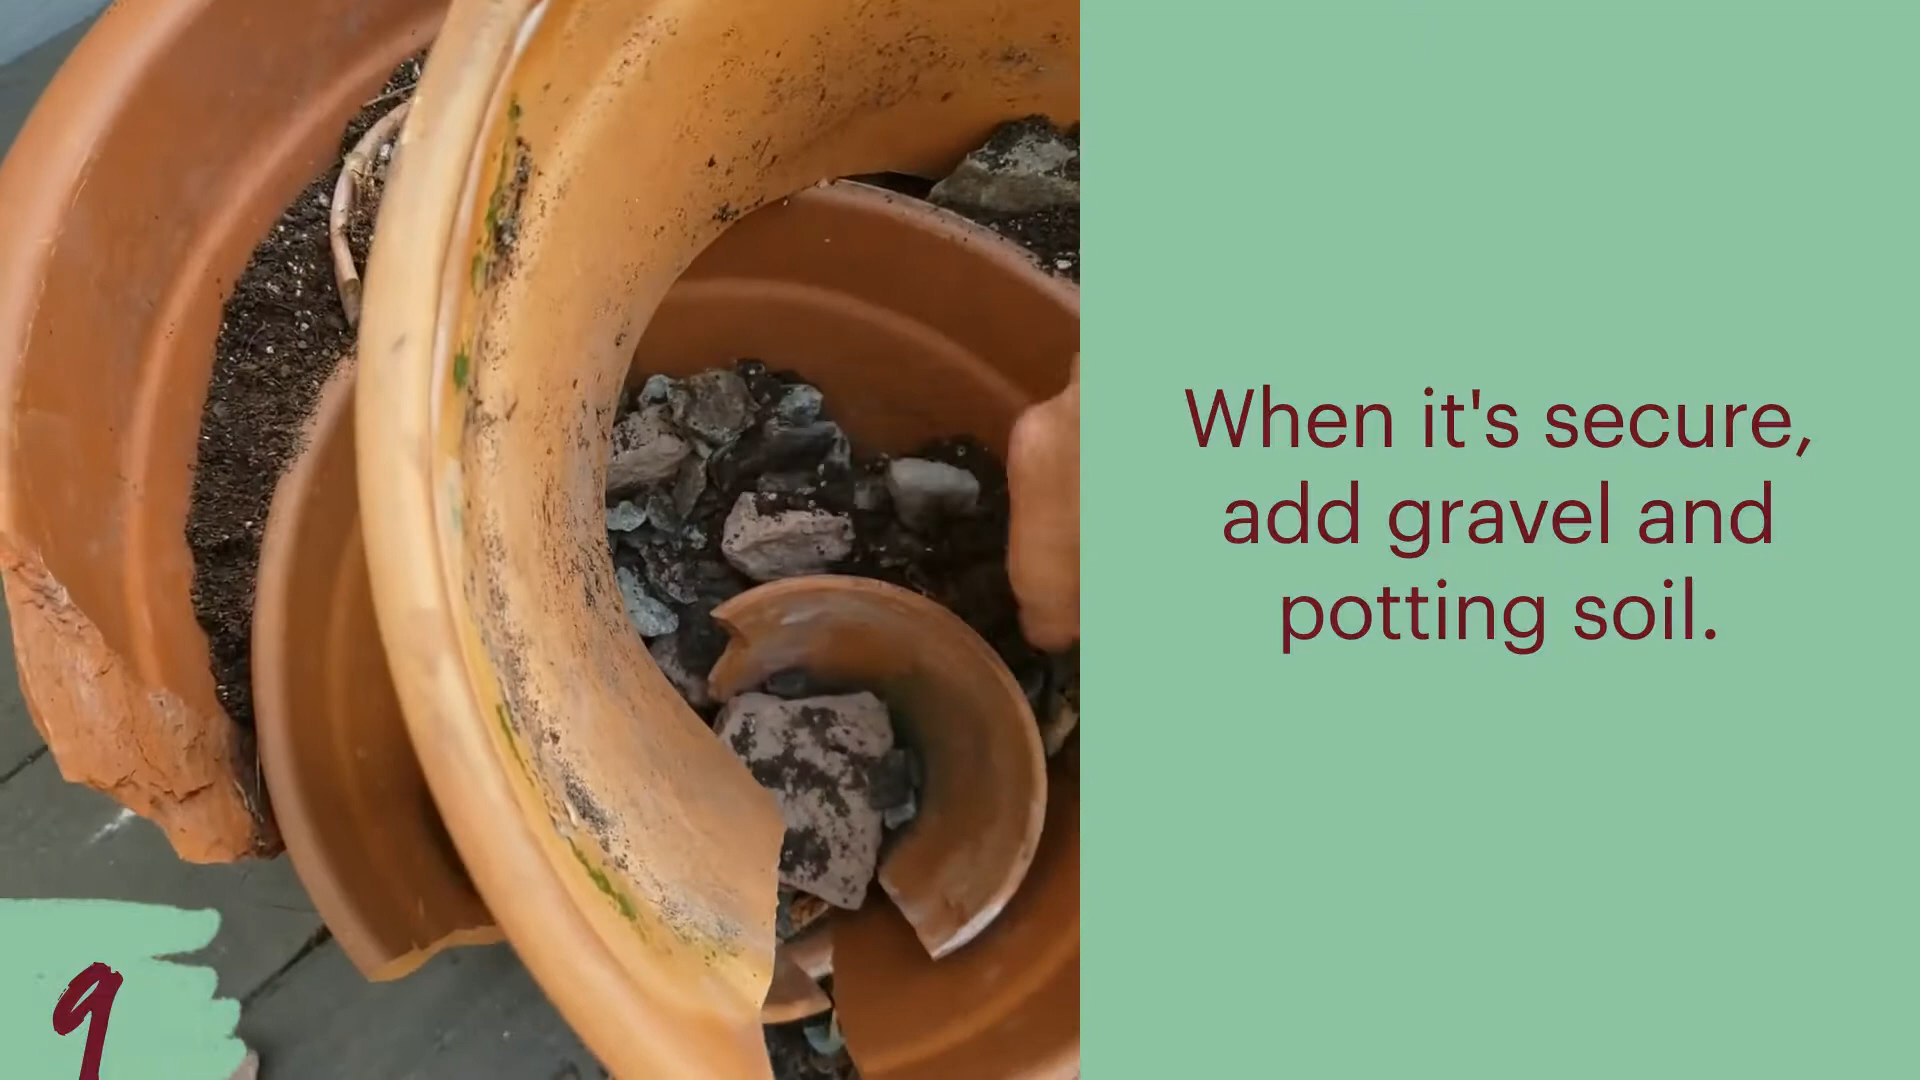 When it's secure,
add gravel and
potting soil.
9